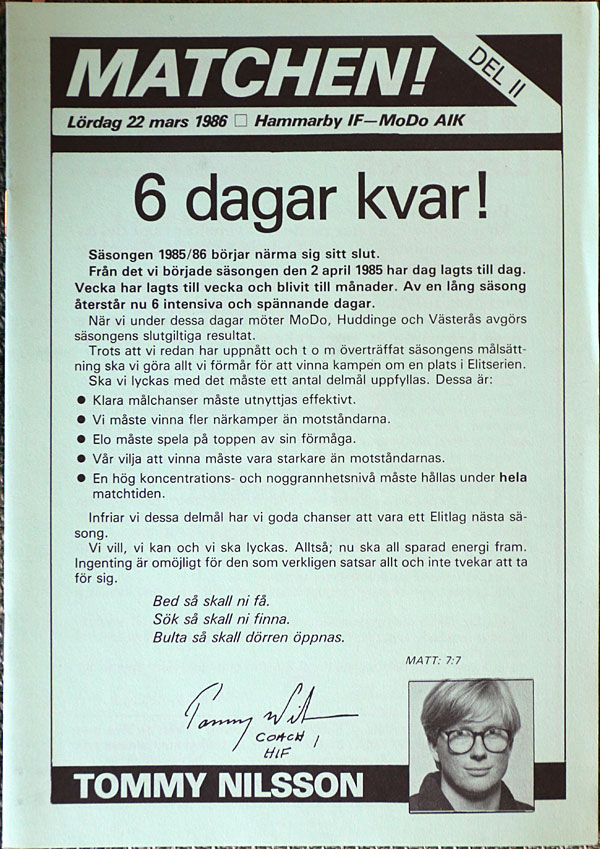 MATCHEN!
DEL II
Lördag 22 mars 1986 □ Hammarby IF—MoDo AIK
6 dagar kvar!
Säsongen 1985/86 börjar närma sig sitt slut.
Från det vi började säsongen den 2 april 1985 har dag lagts till dag.
Vecka har lagts till vecka och blivit till månader. Av en lång säsong
återstår nu 6 intensiva och spännande dagar.
När vi under dessa dagar möter MoDo, Huddinge och Västerås avgörs
säsongens slutgiltiga resultat.
Trots att vi redan har uppnått och t o m överträffat säsongens målsätt-
ning ska vi göra allt vi förmår för att vinna kampen om en plats i Elitserien.
Ska vi lyckas med det måste ett antal delmål uppfyllas. Dessa är:
● Klara målchanser måste utnyttjas effektivt.
● Vi måste vinna fler närkamper än motståndarna.
● Elo måste spela på toppen av sin förmåga.
● Vår vilja att vinna måste vara starkare än motståndarnas.
● En hög koncentrations- och noggrannhetsnivå måste hållas under hela
matchtiden.
Infriar vi dessa delmål har vi goda chanser att vara ett Elitlag nästa sä-
song.
Vi vill, vi kan och vi ska lyckas. Alltså; nu ska all sparad energi fram.
Ingenting är omöjligt för den som verkligen satsar allt och inte tvekar att ta
för sig.
Bed så skall ni få.
Sök så skall ni finna.
Bulta så skall dörren öppnas.
MATT: 7:7
Tommy
COACH
HIF
TOMMY NILSSON